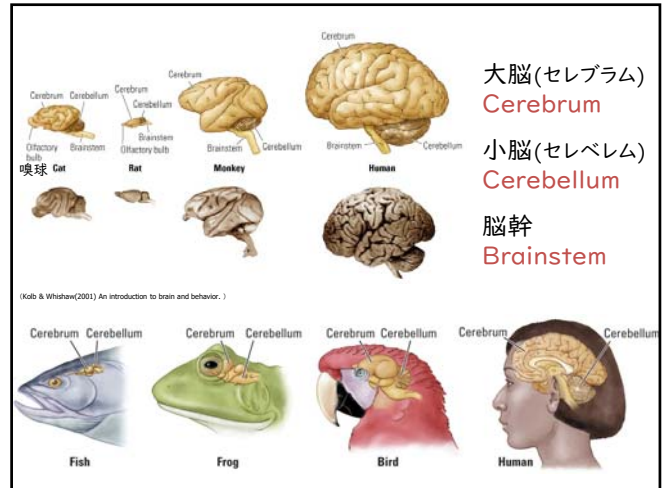 Cerebrum
Cerebellum
Olfactory
bulb
Brainstem
嗅球 Cat
Cerebrum
Cerebellum
Brainstem
Olfactory bulb
Rat
Cerebrum
Brainstem
Cerebellum
Monkey
Cerebrum
Brainstem
Cerebellum
Human
大脳(セレブラム)
Cerebrum
小脳(セレベレム)
Cerebellum
脳幹
Brainstem
(Kolb & Whishaw(2001) An introduction to brain and behavior. )
Cerebrum Cerebellum
Fish
Cerebrum Cerebellum
Frog
Cerebrum Cerebellum
Bird
Cerebrum Cerebellum
Human